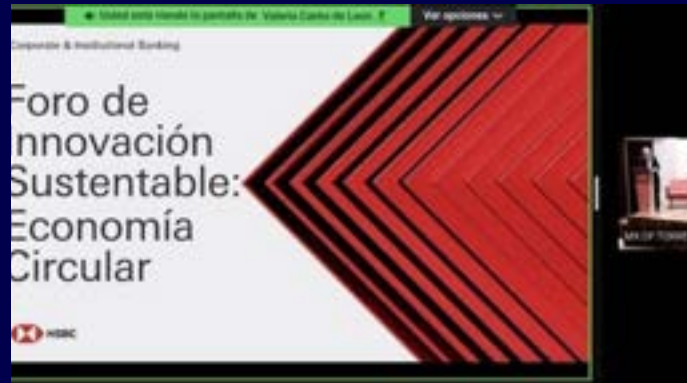 Usted está viendo la pantalla de Valeria Cantu de Leon
Ver opciones
Corporate & Institutional Banking
Foro de
Innovación
Sustentable:
Economía
Circular
HSBC